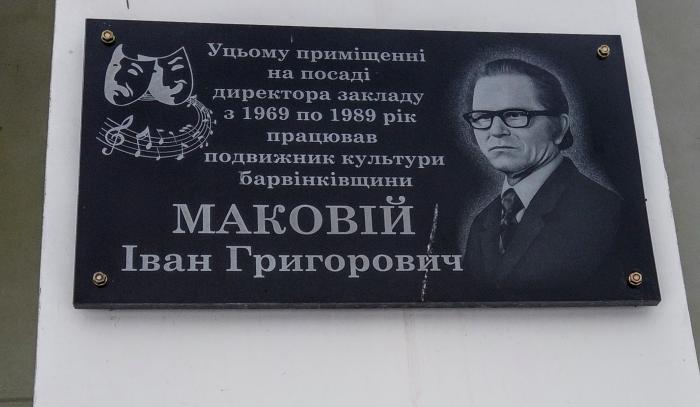 Уцьому приміщенні
на посаді
директора закладу
з 1969 по 1989 рік
працював
подвижник культури
барвінківщини
МАКОВІЙ
Іван Григорович